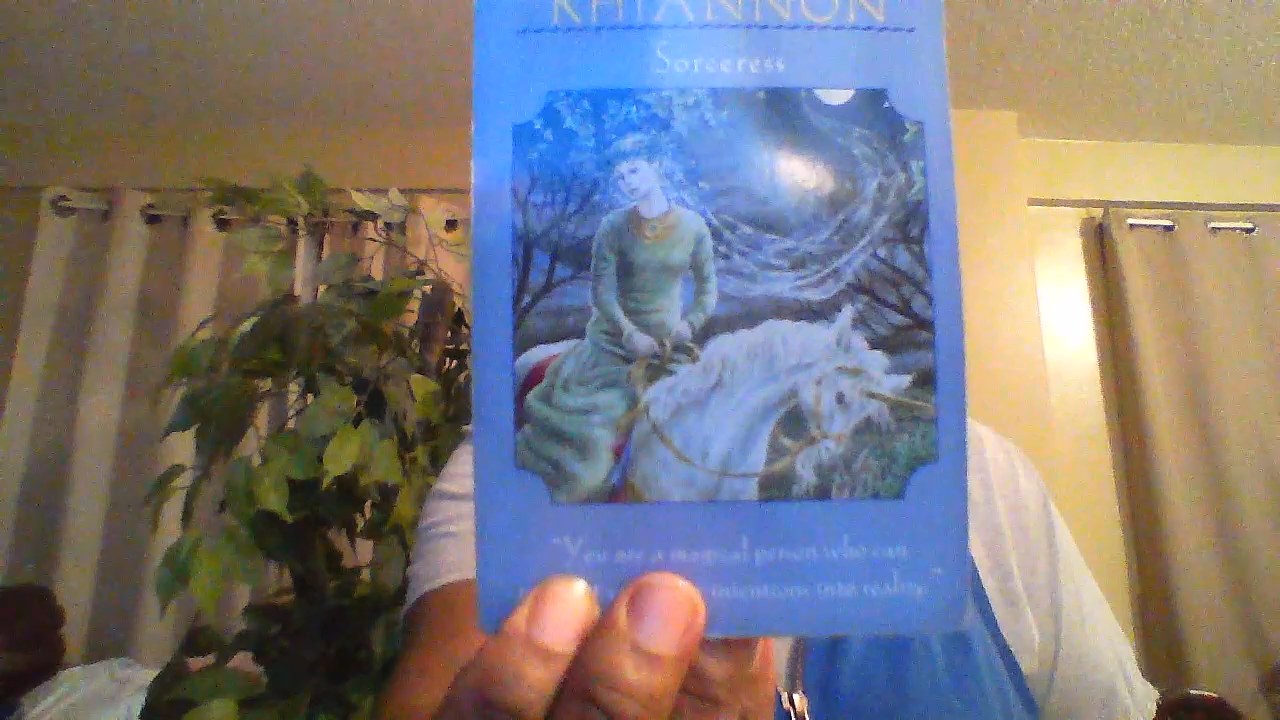 RHIANNON
Sorceress
"You are a magical person who can
intentions into reality."